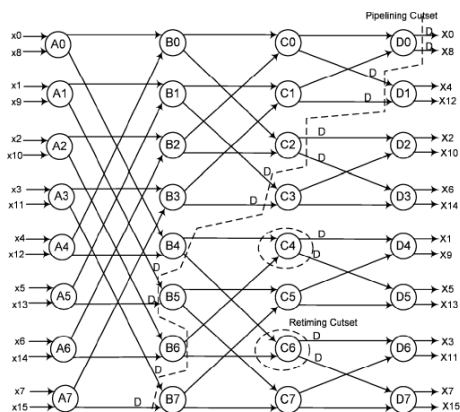 Pipelining Cutset
x0 A0 B0 C0 D0 D X0
x8 D X8
D
x1 A1 B1 C1 D D1 X4
x9 X12
x2 A2 B2 C2 D D2 X2
x10 D X10
x3 A3 B3 D C3 D3 X6
x11 X14
x4 A4 B4 C4 D D4 X1
x12 D D X9
x5 A5 D B5 C5 D5 X5
x13 D X13
Retiming Cutset
x6 A6 B6 C6 D D6 X3
x14 D X11
x7 A7 D B7 C7 D7 X7
x15 D X15